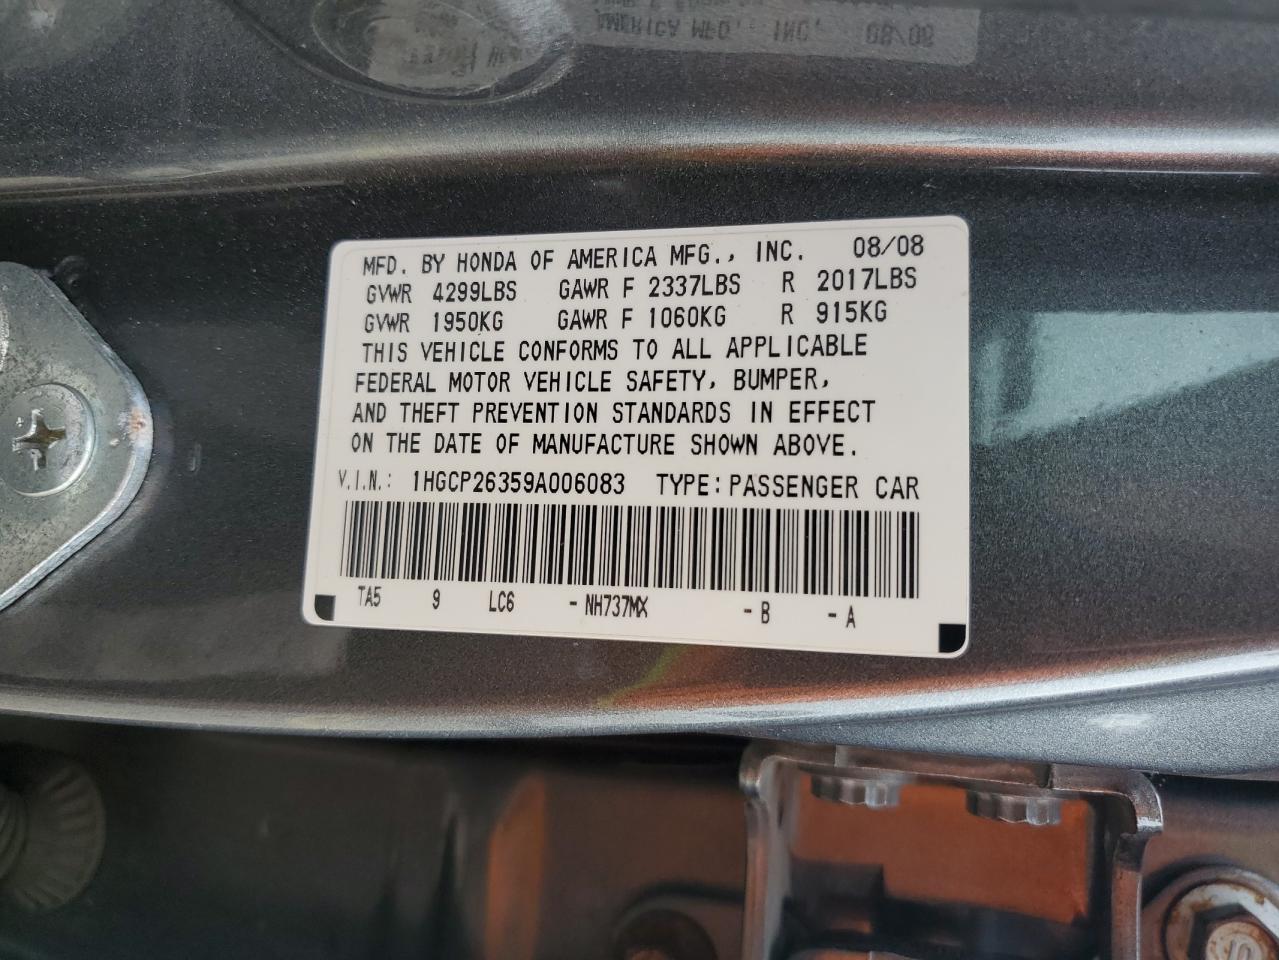 MFD. BY HONDA OF AMERICA MFG., INC. 08/08
GVWR 4299LBS GAWR F 2337LBS R 2017LBS
GVWR 1950KG GAWR F 1060KG R 915KG
THIS VEHICLE CONFORMS TO ALL APPLICABLE
FEDERAL MOTOR VEHICLE SAFETY, BUMPER,
AND THEFT PREVENTION STANDARDS IN EFFECT
ON THE DATE OF MANUFACTURE SHOWN ABOVE.
V.I.N.: 1HGCP26359A006083 TYPE: PASSENGER CAR
TA5 9 LC6 -NH737MX -B -A